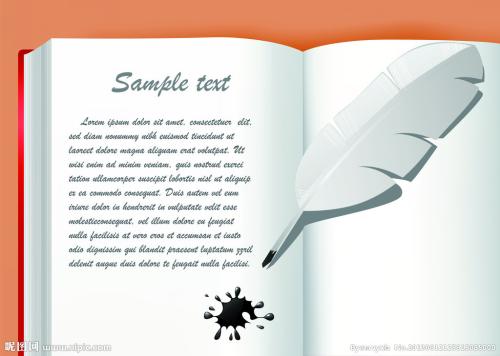 Sample text
Lorem ipsum dolor sit amet, consectetuer elit,
sed diam nonummy nibh euismod tincidunt ut
laoreet dolore magna aliquam erat volutpat. Ut
wisi enim ad minim veniam, quis nostrud exerci
tation ullamcorper suscipit lobortis nisl ut aliquip
ex ea commodo consequat. Duis autem vel eum
iriure dolor in hendrerit in vulputate velit esse
molestieconsequat, vel illum dolore eu feugiat
nulla facilisis at vero eros et accumsan et iusto
odio dignissim qui blandit praesent luptatum zzril
delenit augue duis dolore te feugait nulla facilisi.
昵图网 www.nipic.com